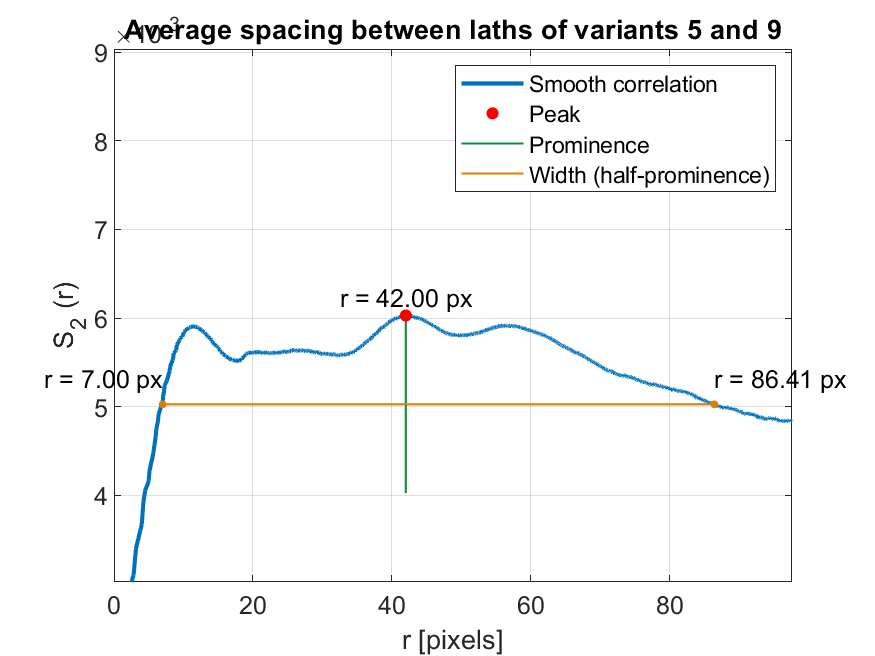 Average spacing between laths of variants 5 and 9
×10⁻³
9
8
7
6
5
4
S₂ (r)
Smooth correlation
Peak
Prominence
Width (half-prominence)
r = 42.00 px
r = 7.00 px
r = 86.41 px
0 20 40 60 80
r [pixels]